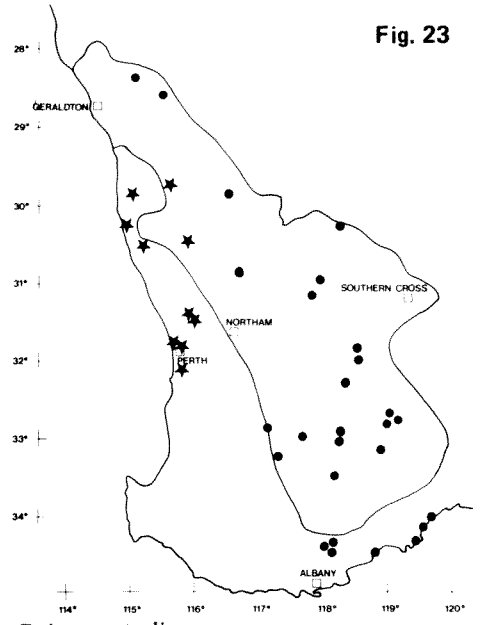 Fig. 23
28°
GERALDTON
29°
30°
31°
SOUTHERN CROSS
NORTHAM
32°
PERTH
33°
34°
ALBANY
114° 115° 116° 117° 118° 119° 120°